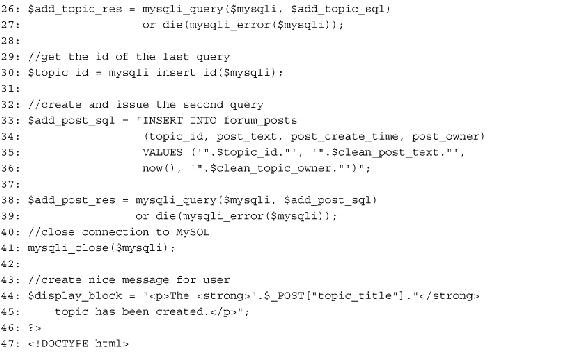 26: $add_topic_res = mysqli_query($mysqli, $add_topic_sql)
27:                  or die(mysqli_error($mysqli));
28:
29: //get the id of the last query
30: $topic_id = mysqli_insert_id($mysqli);
31:
32: //create and issue the second query
33: $add_post_sql = "INSERT INTO forum_posts
34:                  (topic_id, post_text, post_create_time, post_owner)
35:                  VALUES ('".$topic_id."', '".$clean_post_text."',
36:                  now(), '".$clean_topic_owner."')";
37:
38: $add_post_res = mysqli_query($mysqli, $add_post_sql)
39:                 or die(mysqli_error($mysqli));
40: //close connection to MySQL
41: mysqli_close($mysqli);
42:
43: //create nice message for user
44: $display_block = "<p>The <strong>".$_POST["topic_title"]."</strong>
45:     topic has been created.</p>";
46: ?>
47: <!DOCTYPE html>